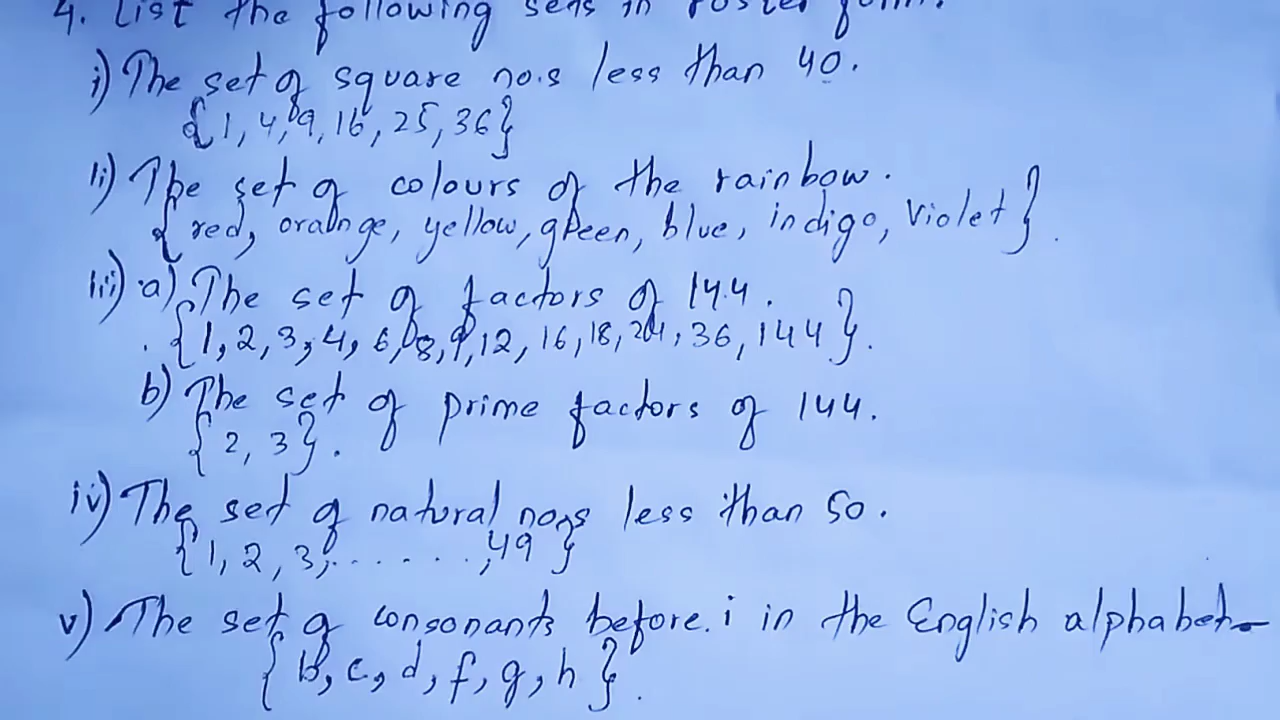 4. List the following sets in roster form.
i) The set of square no.s less than 40.
{1, 4, 9, 16, 25, 36}
ii) The set of colours of the rainbow.
{red, orange, yellow, green, blue, indigo, Violet}.
iii) a) The set of factors of 144.
{1, 2, 3, 4, 6, 8, 9, 12, 16, 18, 24, 36, 144}.
b) The set of prime factors of 144.
{2, 3}.
iv) The set of natural nos less than 50.
{1, 2, 3, . . . . . . , 49}
v) The set of consonants before i in the English alphabet.
{b, c, d, f, g, h}.